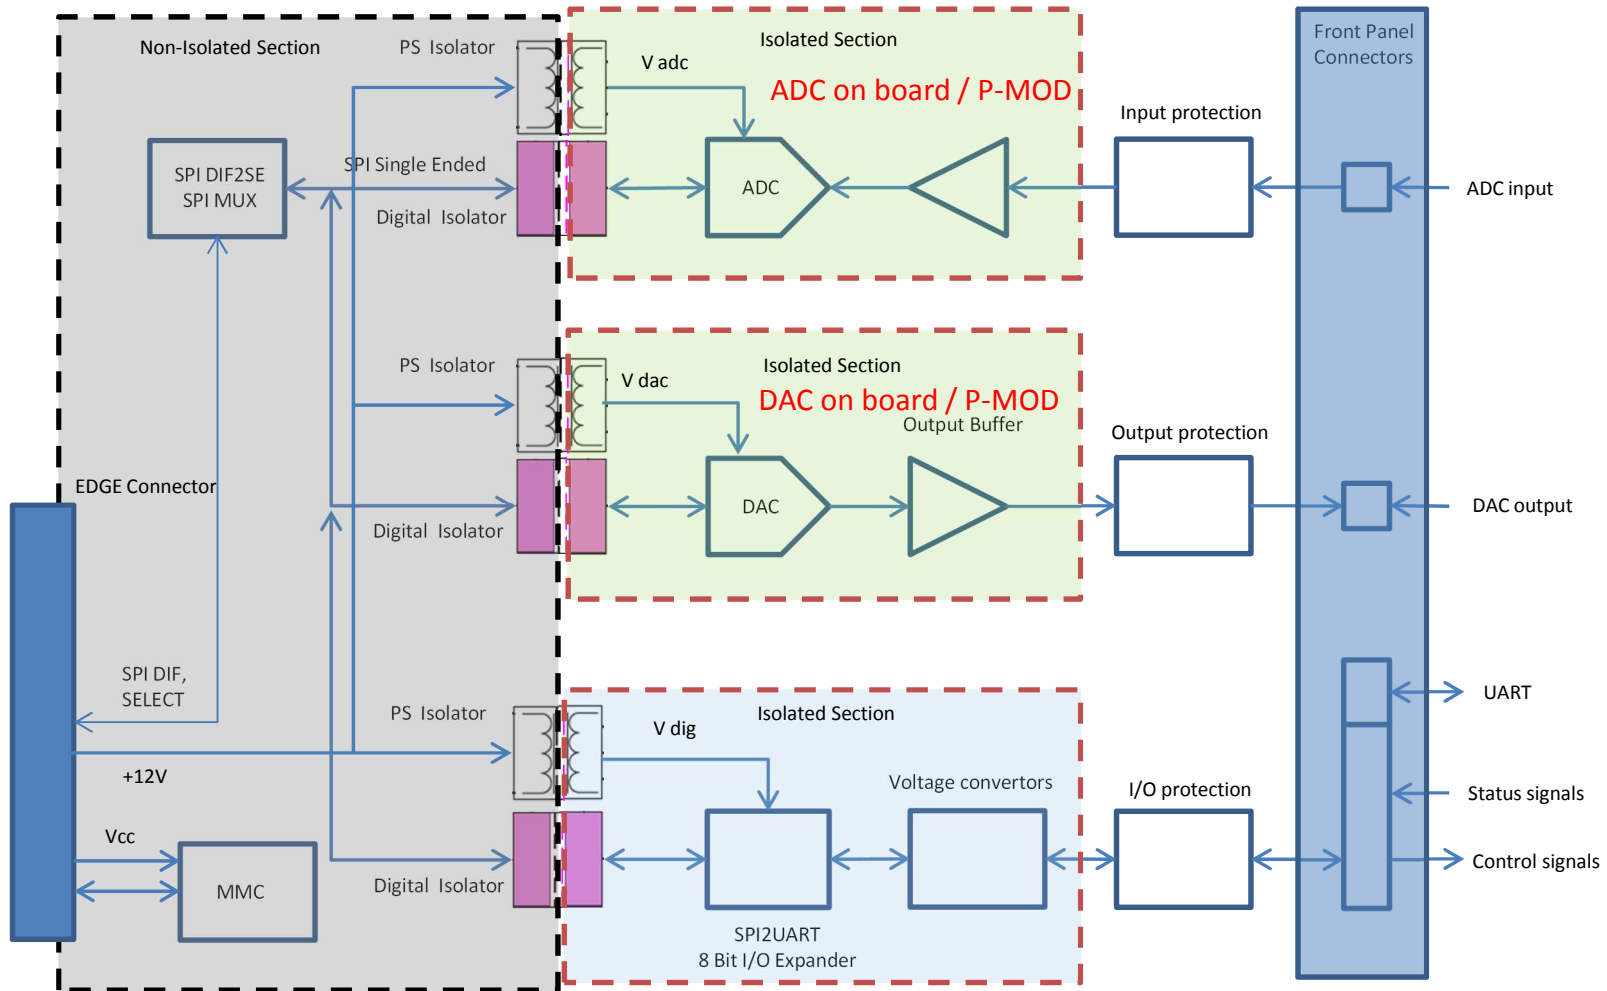 Non-Isolated Section
PS Isolator
Isolated Section
V adc
ADC on board / P-MOD
Front Panel
Connectors
Input protection
SPI DIF2SE
SPI MUX
SPI Single Ended
Digital Isolator
ADC
ADC input
PS Isolator
Isolated Section
V dac
DAC on board / P-MOD
Output Buffer
Output protection
EDGE Connector
Digital Isolator
DAC
DAC output
SPI DIF,
SELECT
PS Isolator
Isolated Section
V dig
UART
+12V
Voltage convertors
I/O protection
Status signals
Vcc
MMC
Digital Isolator
Control signals
SPI2UART
8 Bit I/O Expander